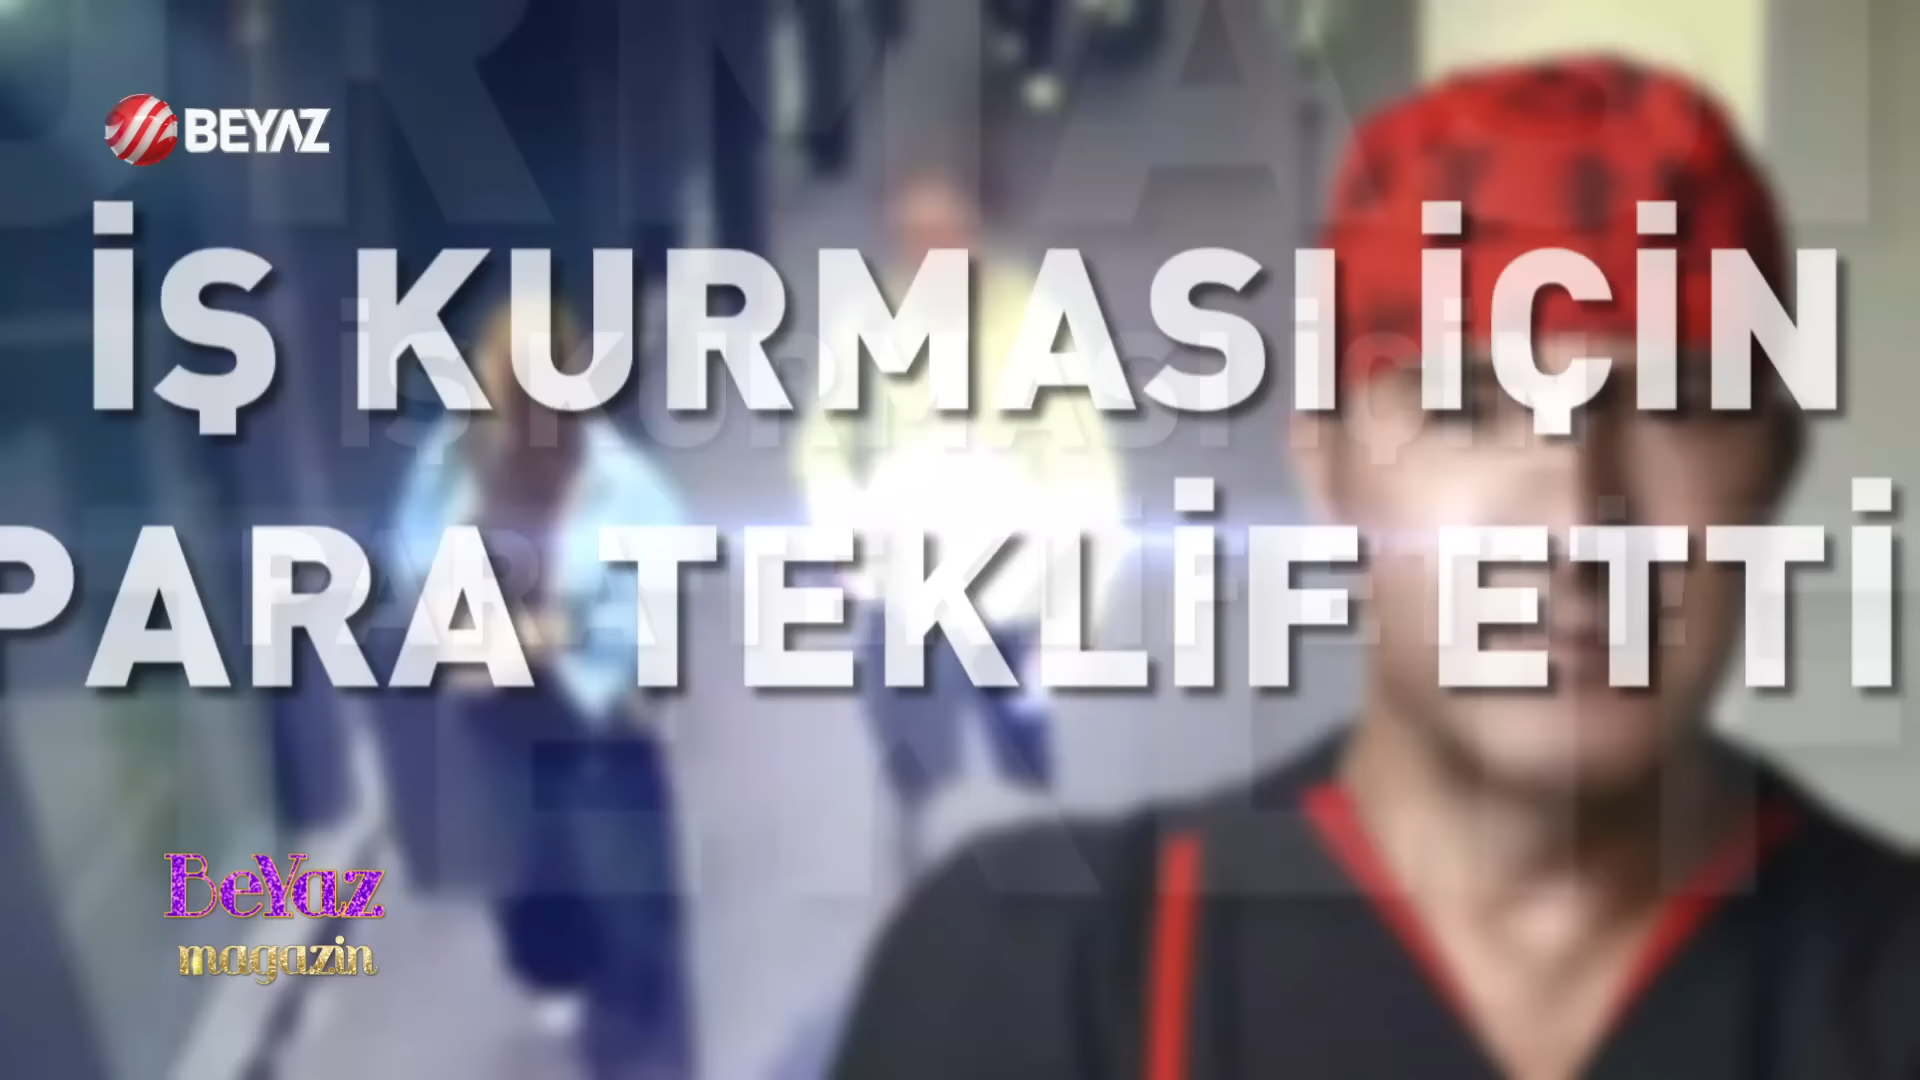 BEYAZ
İŞ KURMASI İÇİN
PARA TEKLİF ETTİ
BeYaz
magazin